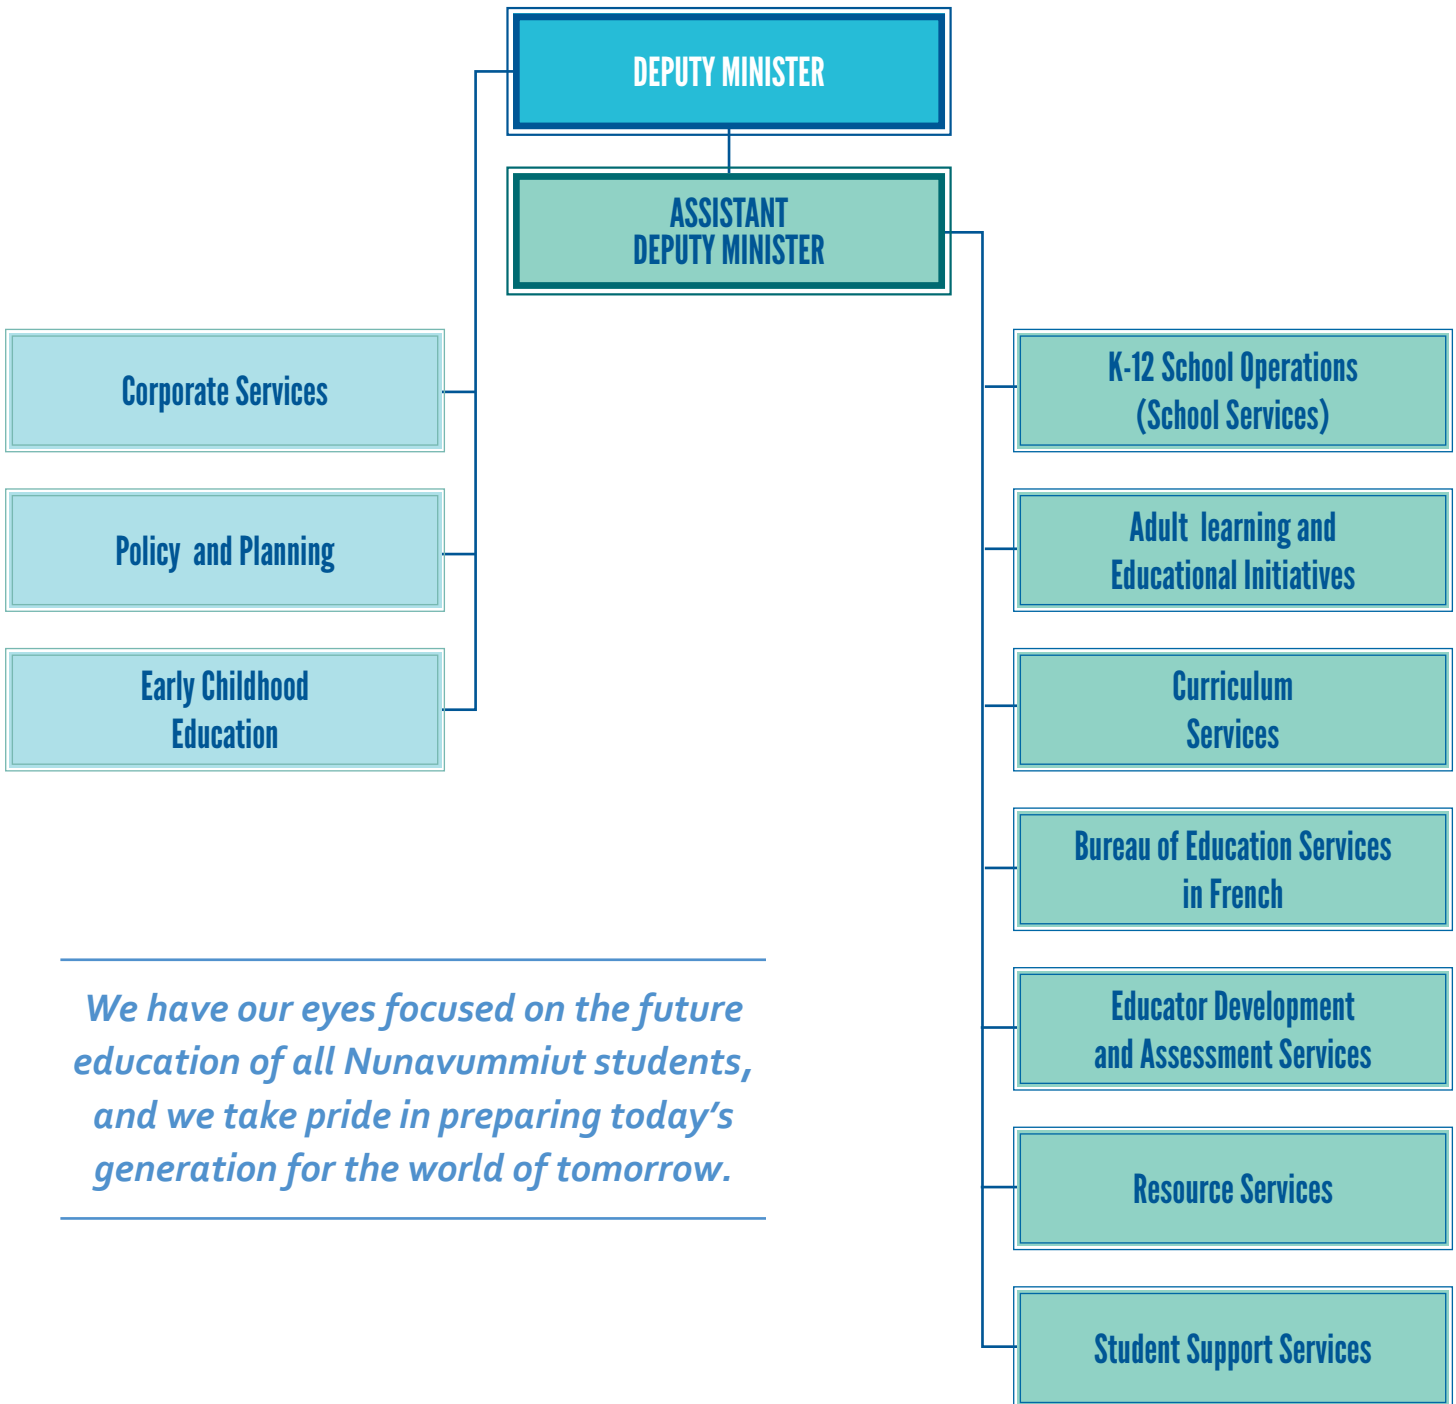 DEPUTY MINISTER
ASSISTANT
DEPUTY MINISTER
Corporate Services
Policy and Planning
Early Childhood
Education
K-12 School Operations
(School Services)
Adult learning and
Educational Initiatives
Curriculum
Services
Bureau of Education Services
in French
Educator Development
and Assessment Services
Resource Services
Student Support Services
We have our eyes focused on the future
education of all Nunavummiut students,
and we take pride in preparing today’s
generation for the world of tomorrow.